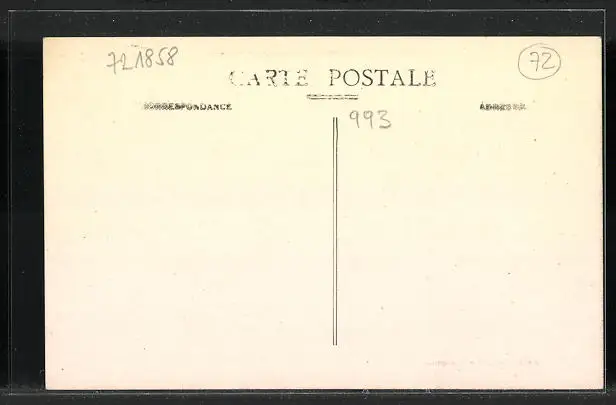 721858
72
CARTE POSTALE
993
CORRESPONDANCE
ADRESSE